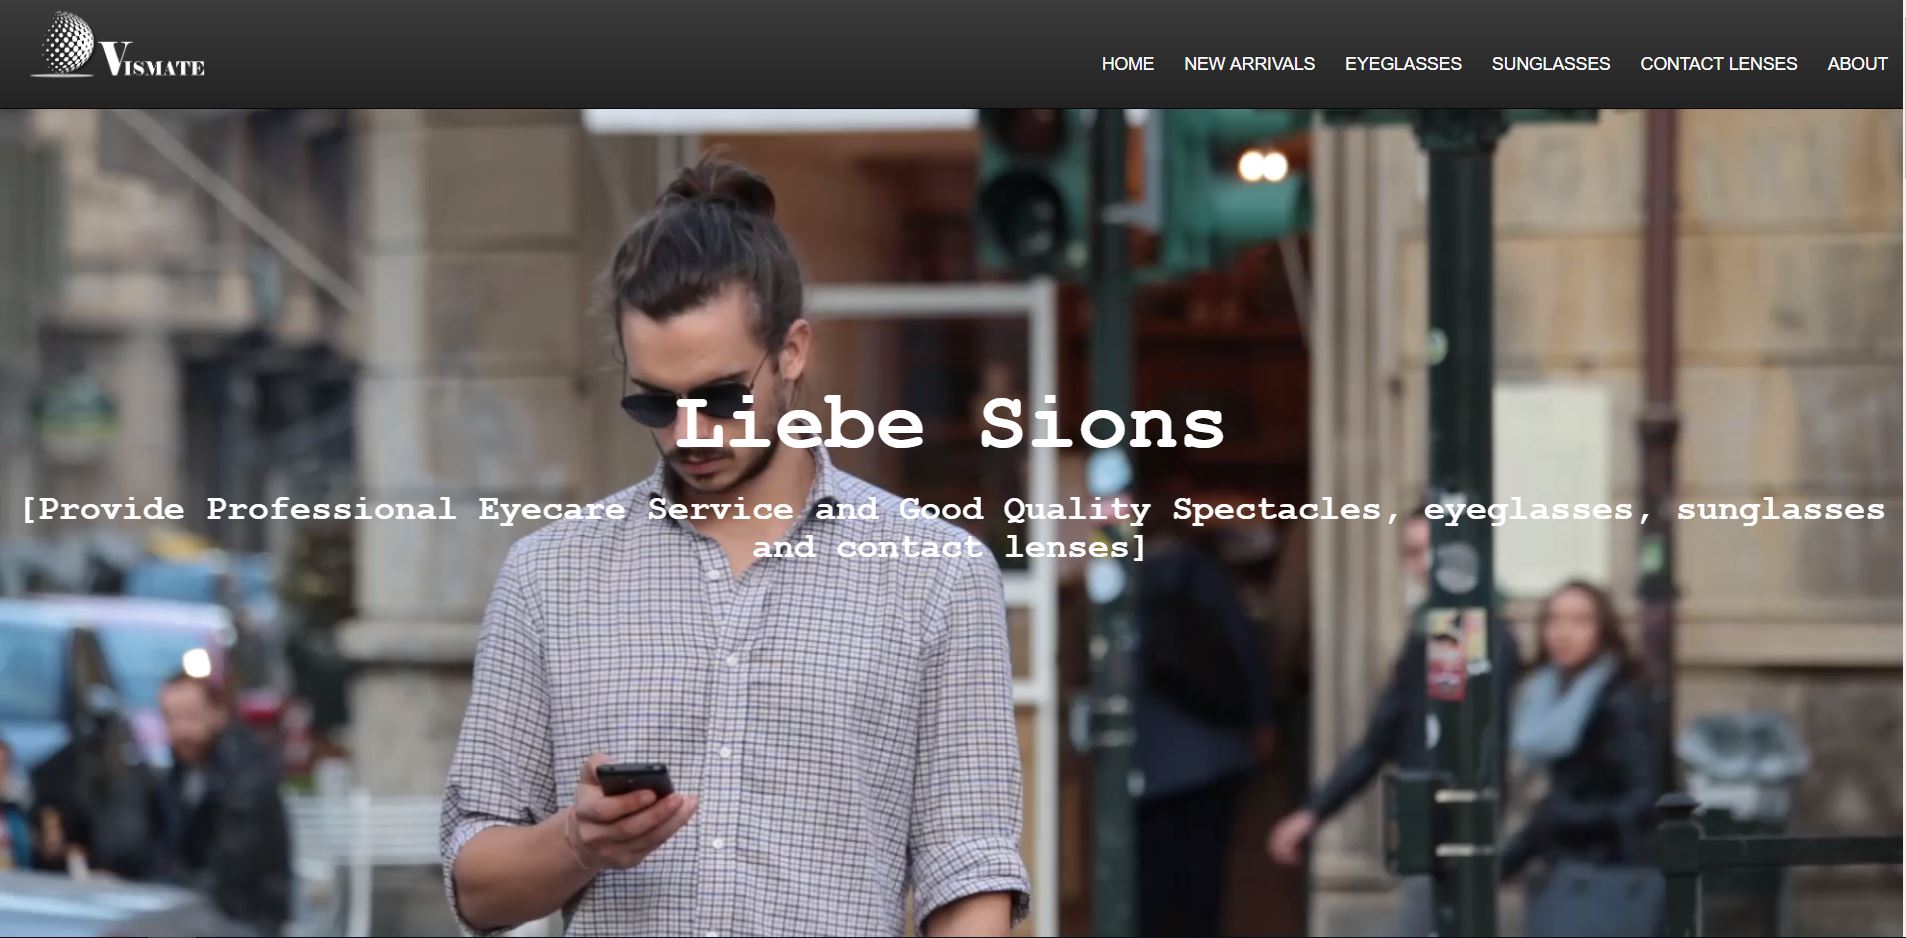 VISMATE
HOME NEW ARRIVALS EYEGLASSES SUNGLASSES CONTACT LENSES ABOUT
Liebe Sions
[Provide Professional Eyecare Service and Good Quality Spectacles, eyeglasses, sunglasses
and contact lenses]